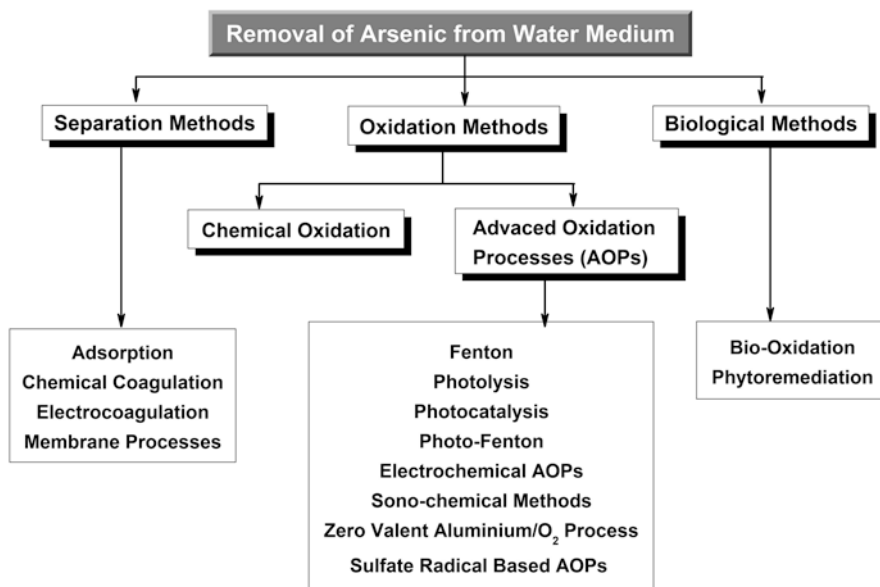 Removal of Arsenic from Water Medium
Separation Methods
Oxidation Methods
Biological Methods
Chemical Oxidation
Advaced Oxidation
Processes (AOPs)
Adsorption
Chemical Coagulation
Electrocoagulation
Membrane Processes
Fenton
Photolysis
Photocatalysis
Photo-Fenton
Electrochemical AOPs
Sono-chemical Methods
Zero Valent Aluminium/O₂ Process
Sulfate Radical Based AOPs
Bio-Oxidation
Phytoremediation